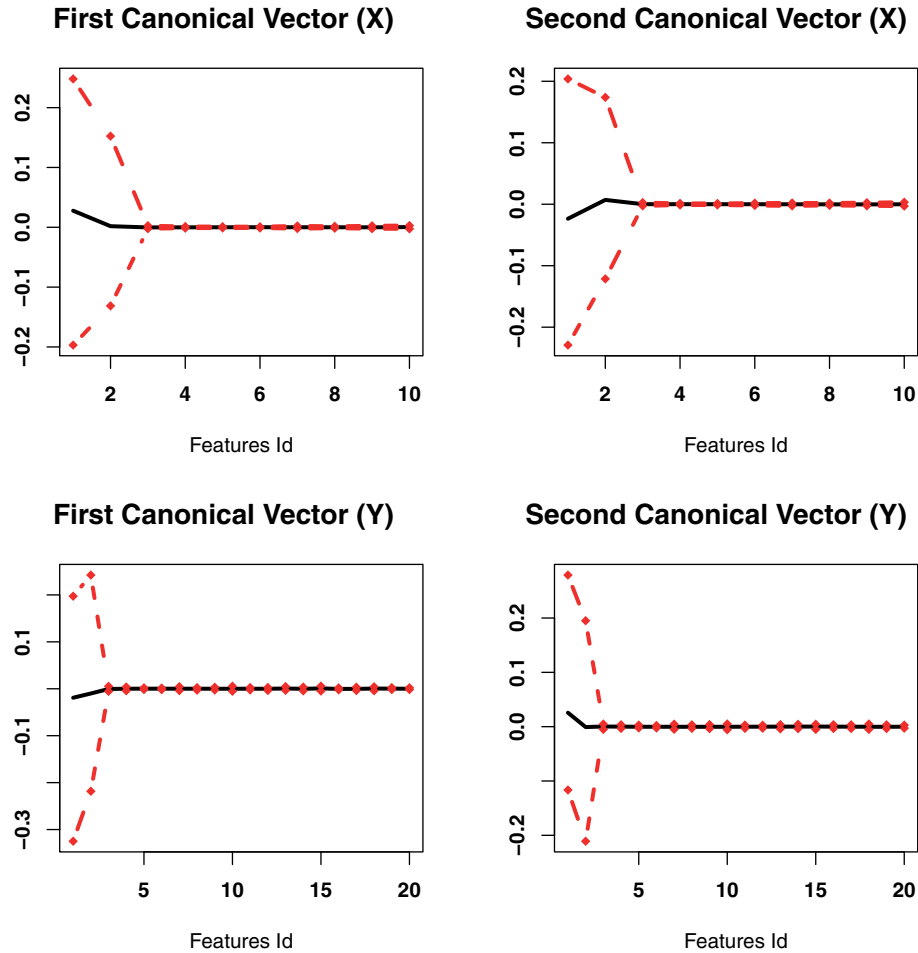 First Canonical Vector (X)
0.2
0.1
0.0
−0.1
−0.2
2 4 6 8 10
Features Id
Second Canonical Vector (X)
0.2
0.1
0.0
−0.1
−0.2
2 4 6 8 10
Features Id
First Canonical Vector (Y)
0.1
−0.1
−0.3
5 10 15 20
Features Id
Second Canonical Vector (Y)
0.2
0.1
0.0
−0.2
5 10 15 20
Features Id